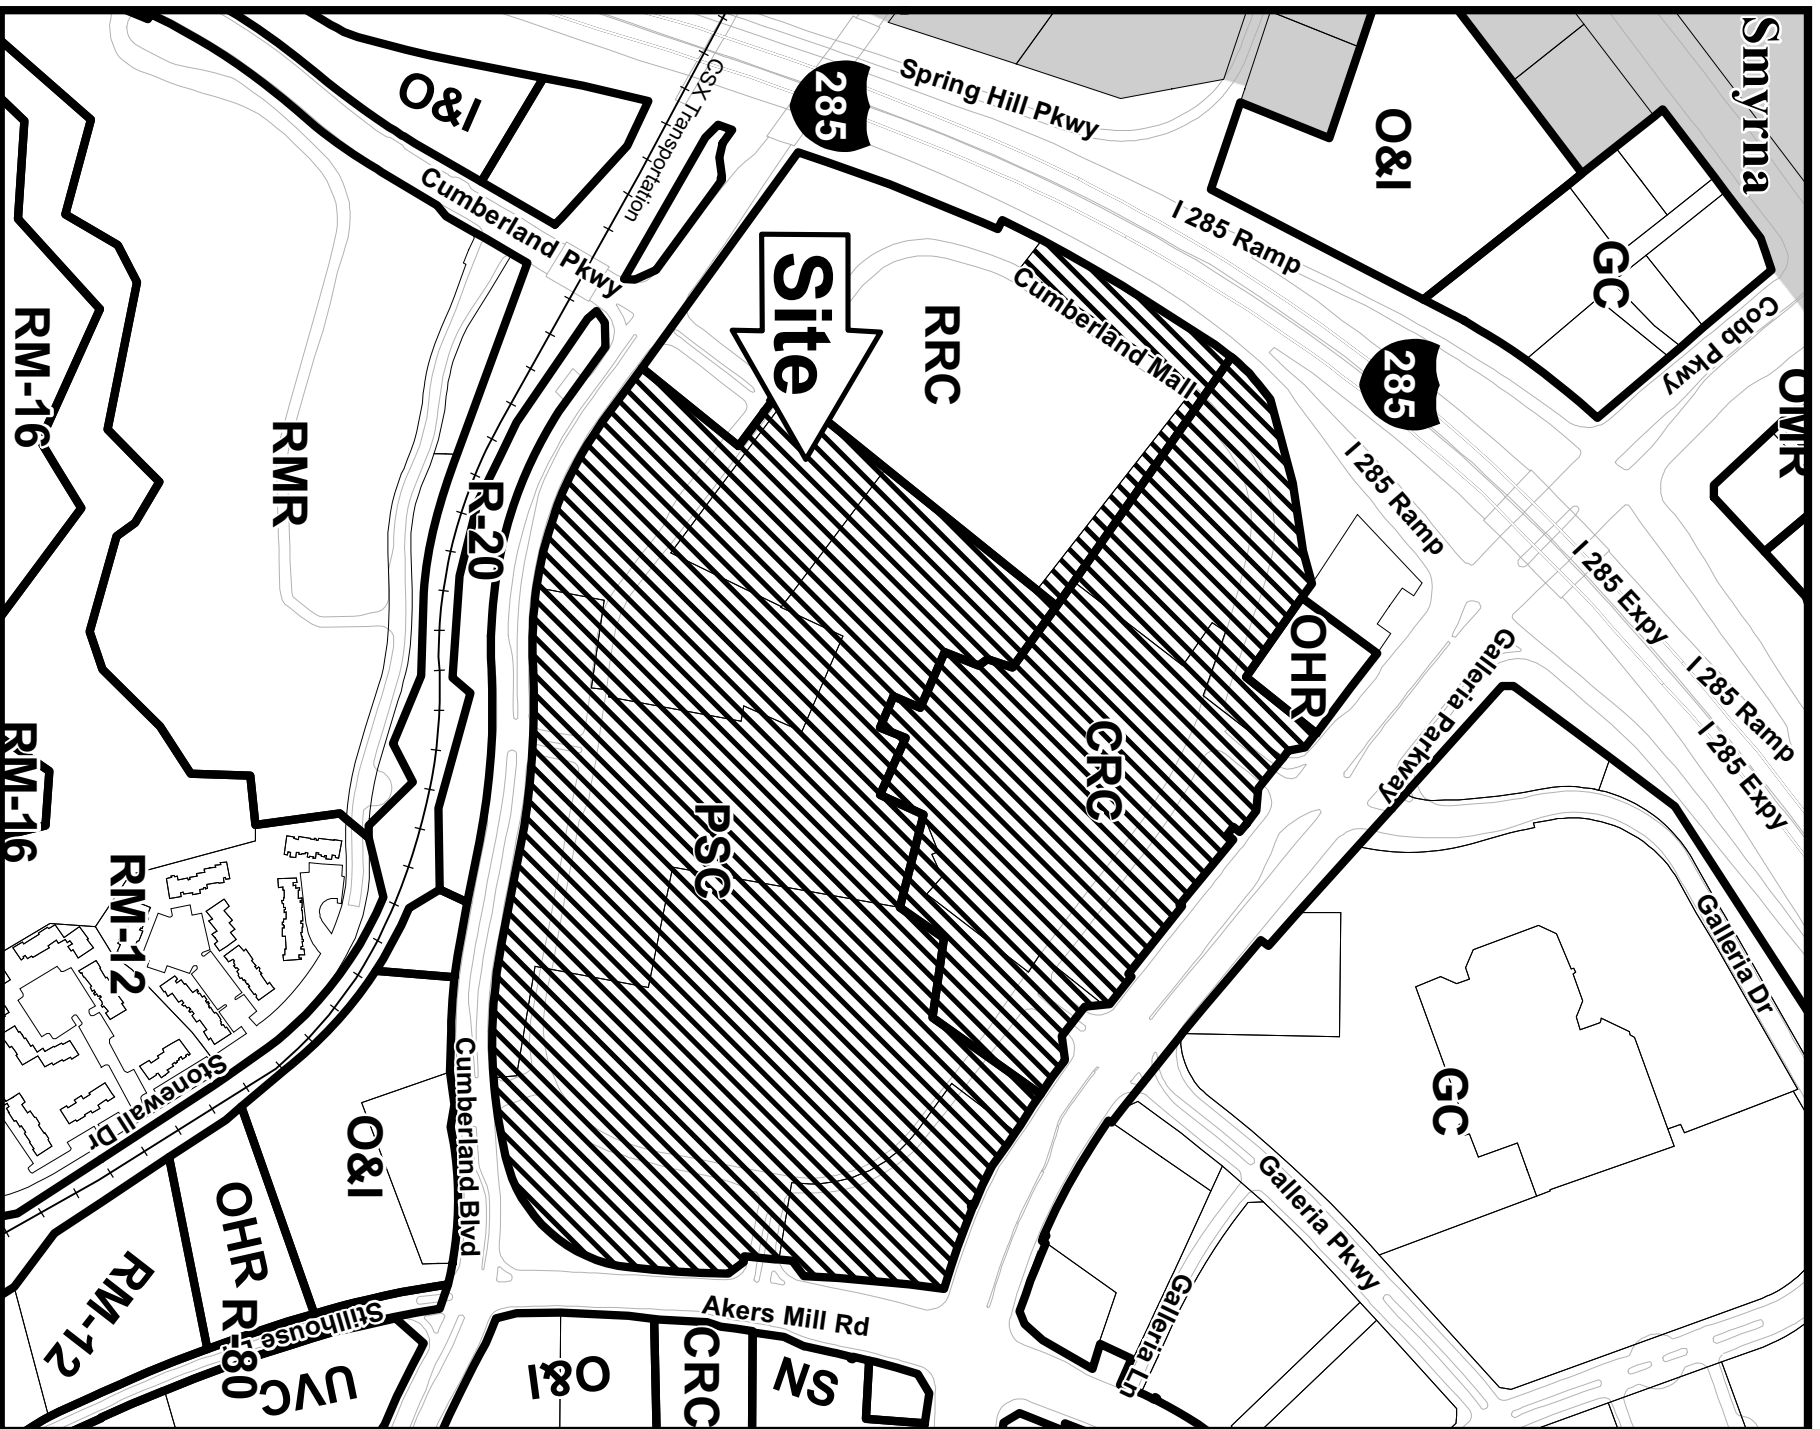 Smyrna
O&I
CSX Transportation
285
Spring Hill Pkwy
O&I
GC
Cobb Pkwy
OMR
I 285 Ramp
Cumberland Pkwy
Site
RRC
Cumberland Mall
285
I 285 Ramp
I 285 Expy
I 285 Ramp
I 285 Expy
RM-16
RMR
R-20
OHR
Galleria Parkway
CRC
PSC
RM-16
RM-12
Galleria Dr
GC
Stonewall Dr
O&I
Cumberland Blvd
OHR
RM-12
R-80
Stillhouse
UVC
Akers Mill Rd
O&I
CRC
NS
Galleria Pkwy
Galleria Ln